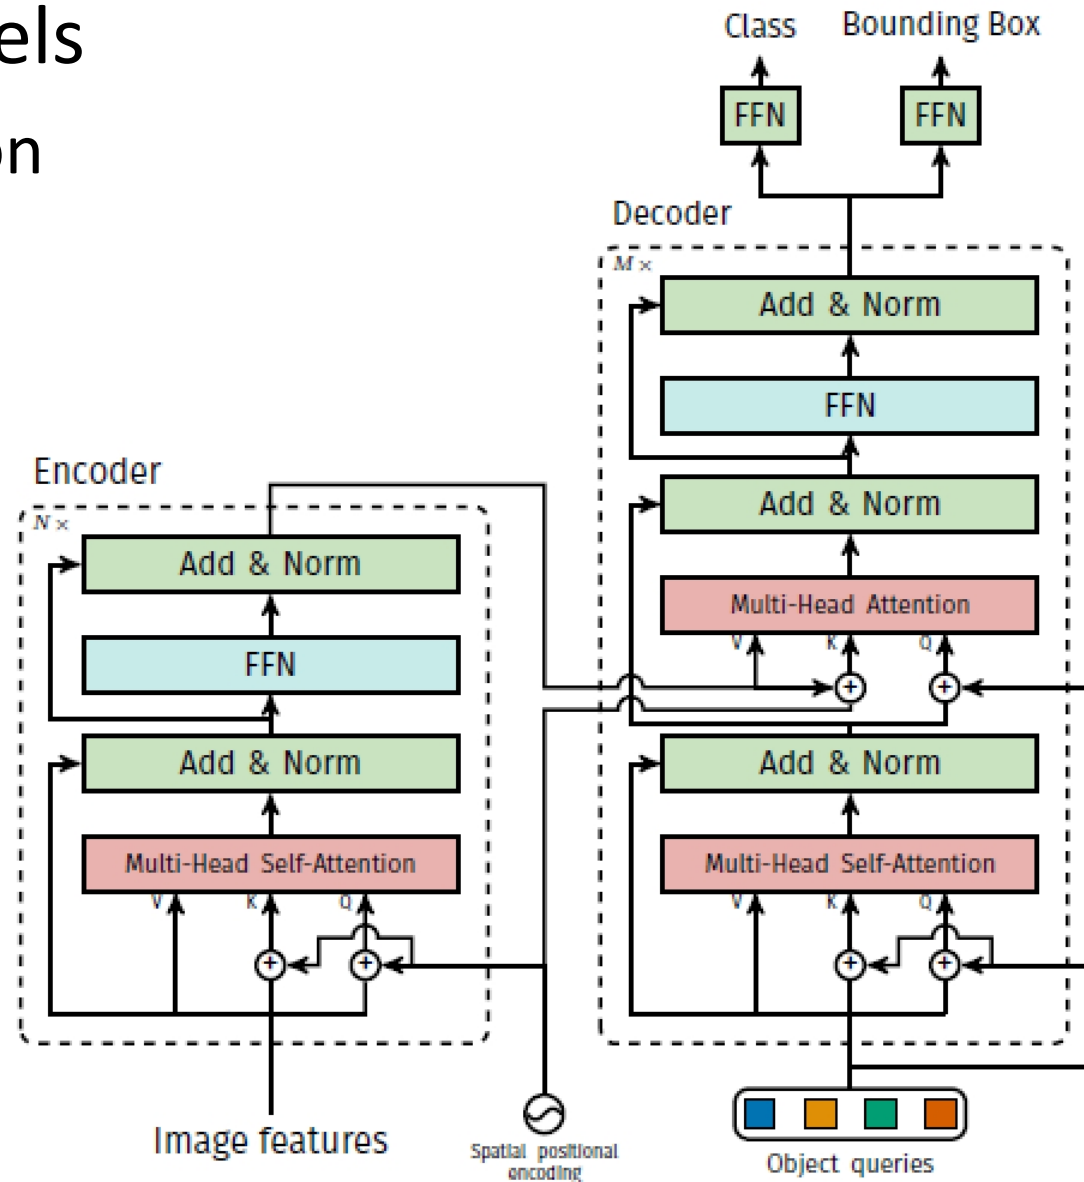 els
on
Class Bounding Box
FFN FFN
Decoder
M ×
Add & Norm
FFN
Add & Norm
Multi-Head Attention
V K Q
+ +
Add & Norm
Multi-Head Self-Attention
V K Q
+ +
Object queries
Encoder
N ×
Add & Norm
FFN
Add & Norm
Multi-Head Self-Attention
V K Q
+ +
Image features
Spatial positional
encoding